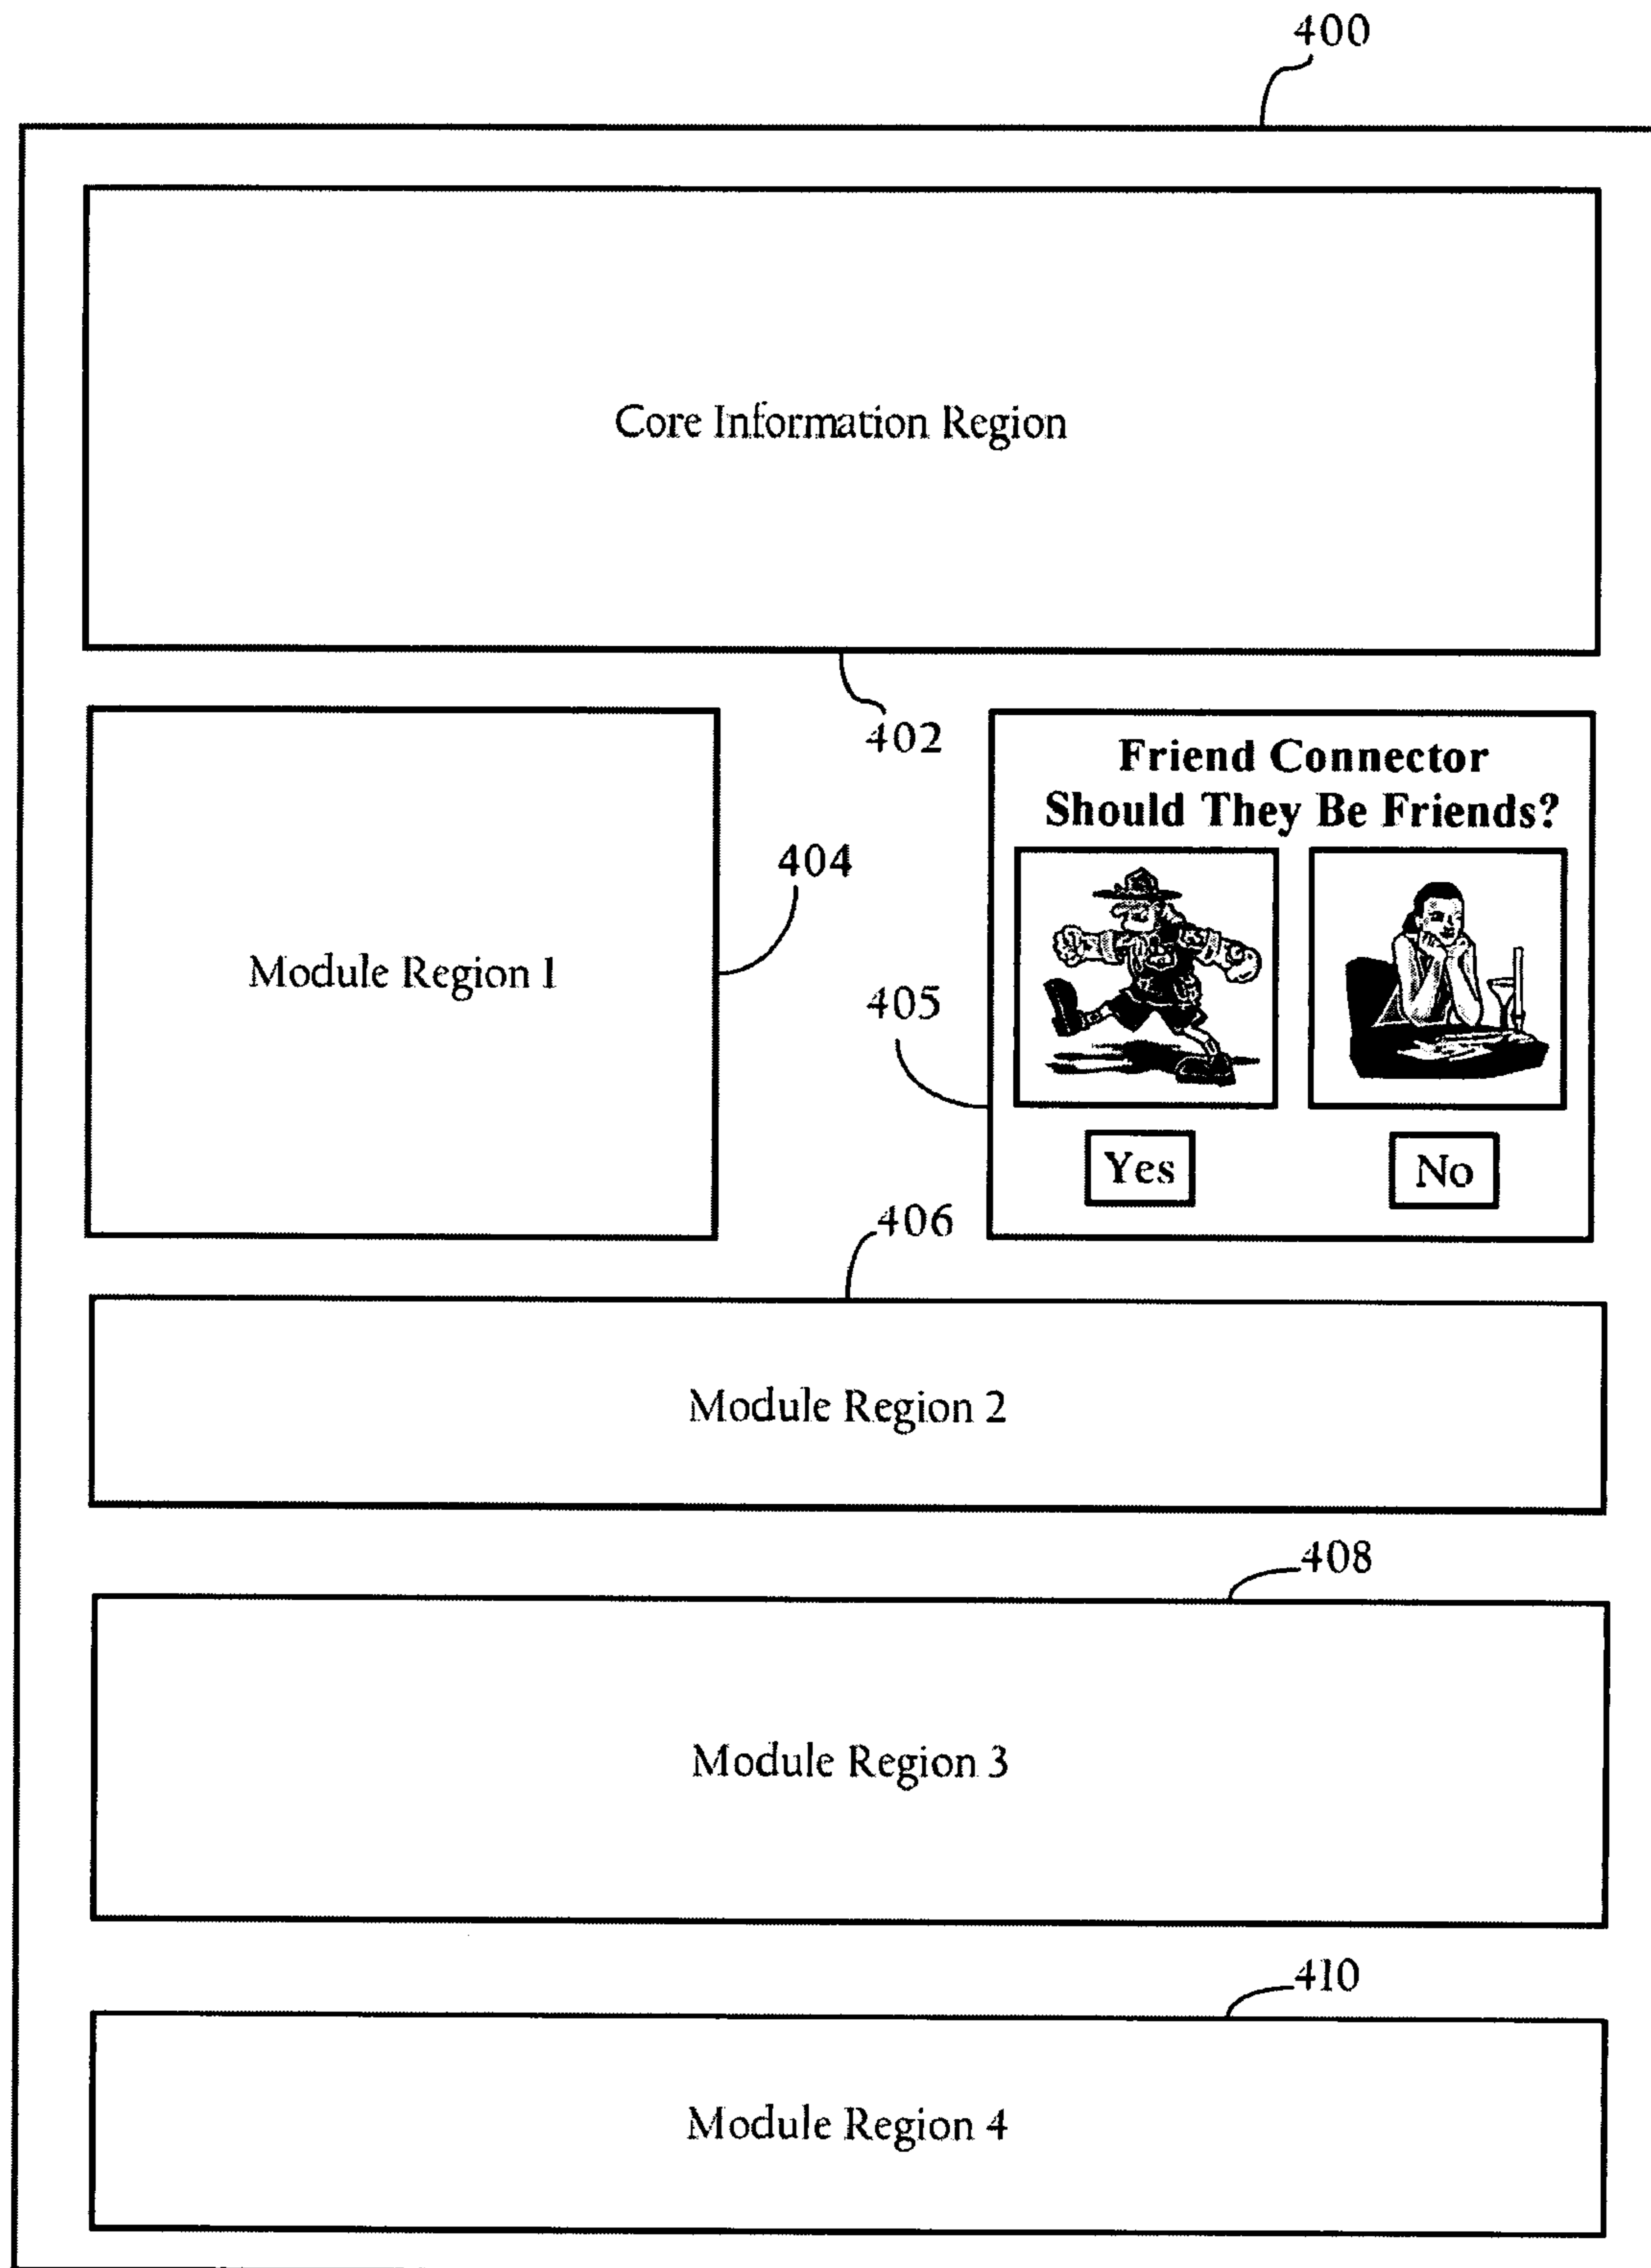 400
Core Information Region
402
Friend Connector
Should They Be Friends?
404
Module Region 1
405
Yes
No
406
Module Region 2
408
Module Region 3
410
Module Region 4